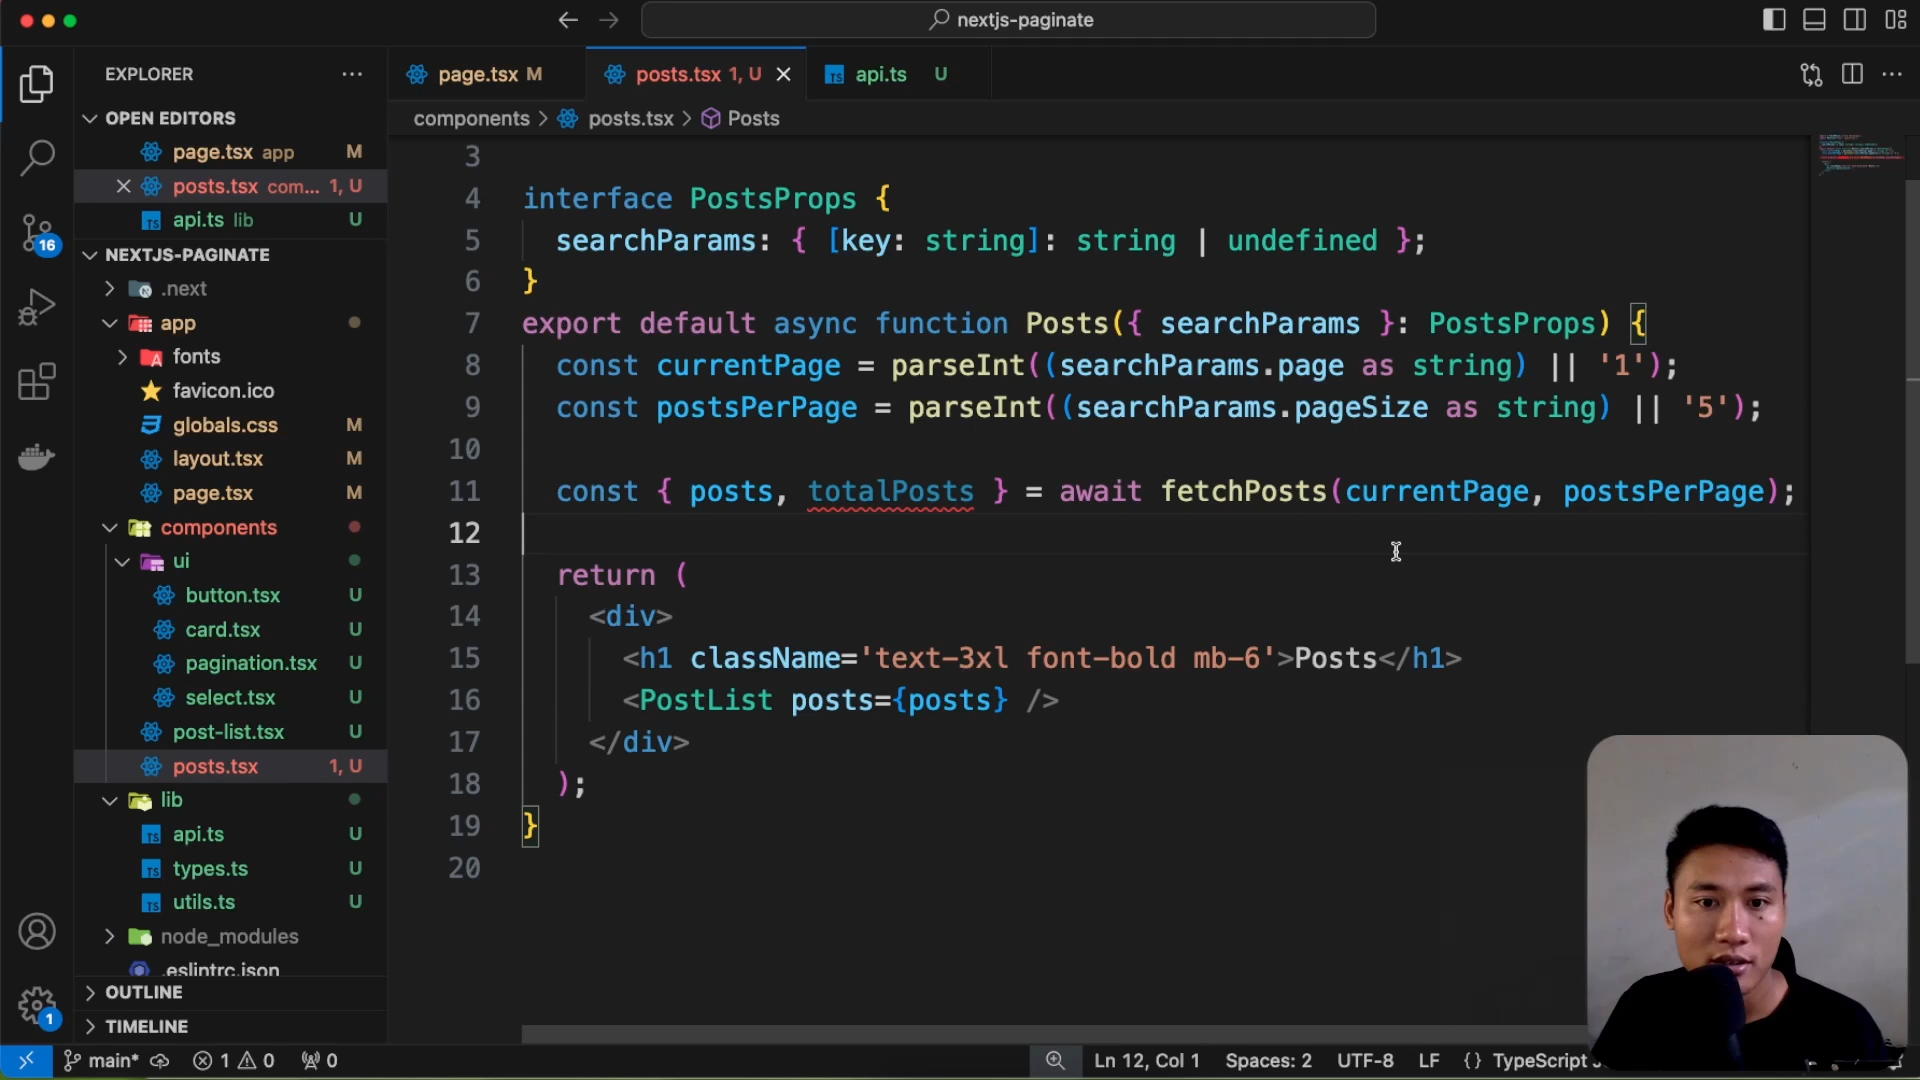 nextjs-paginate
EXPLORER
OPEN EDITORS
page.tsx app M
posts.tsx com... 1, U
api.ts lib U
NEXTJS-PAGINATE
.next
app
fonts
favicon.ico
globals.css M
layout.tsx M
page.tsx M
components
ui
button.tsx U
card.tsx U
pagination.tsx U
select.tsx U
post-list.tsx U
posts.tsx 1, U
lib
api.ts U
types.ts U
utils.ts U
node_modules
.eslintrc.json
OUTLINE
TIMELINE
16
1
page.tsx M
posts.tsx 1, U
TS api.ts U
components > posts.tsx > Posts
3
4 interface PostsProps {
5 searchParams: { [key: string]: string | undefined };
6 }
7 export default async function Posts({ searchParams }: PostsProps) {
8 const currentPage = parseInt((searchParams.page as string) || '1');
9 const postsPerPage = parseInt((searchParams.pageSize as string) || '5');
10
11 const { posts, totalPosts } = await fetchPosts(currentPage, postsPerPage);
12
13 return (
14 <div>
15 <h1 className='text-3xl font-bold mb-6'>Posts</h1>
16 <PostList posts={posts} />
17 </div>
18 );
19 }
20
main* 1 0 0
Ln 12, Col 1 Spaces: 2 UTF-8 LF {} TypeScript